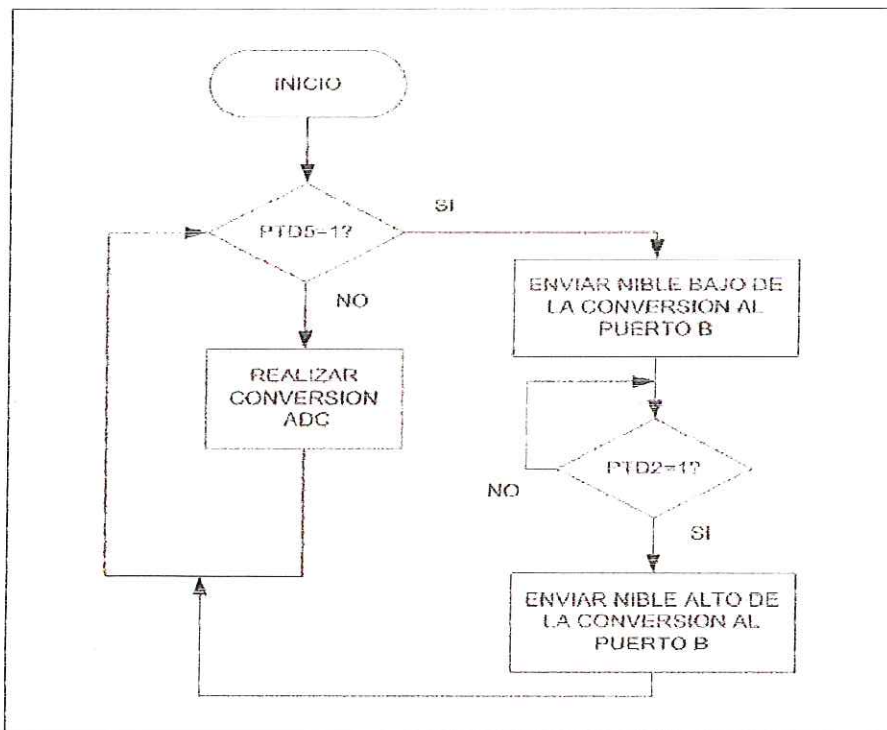 INICIO
PTD5=1?
SI
NO
REALIZAR
CONVERSION
ADC
ENVIAR NIBLE BAJO DE
LA CONVERSION AL
PUERTO B
PTD2=1?
NO
SI
ENVIAR NIBLE ALTO DE
LA CONVERSION AL
PUERTO B